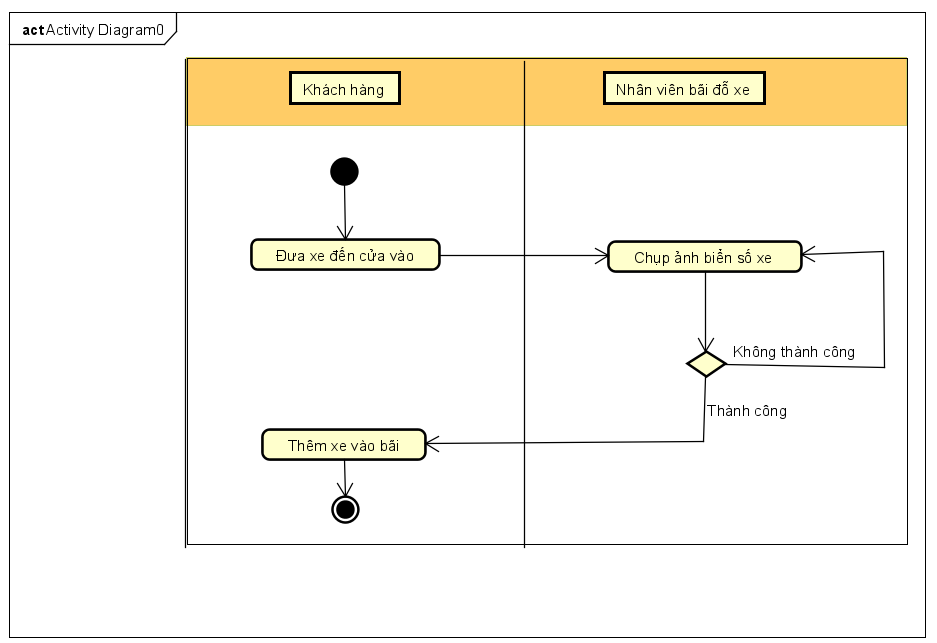 act Activity Diagram0
Khách hàng
Nhân viên bãi đỗ xe
Đưa xe đến cửa vào
Chụp ảnh biển số xe
Không thành công
Thành công
Thêm xe vào bãi